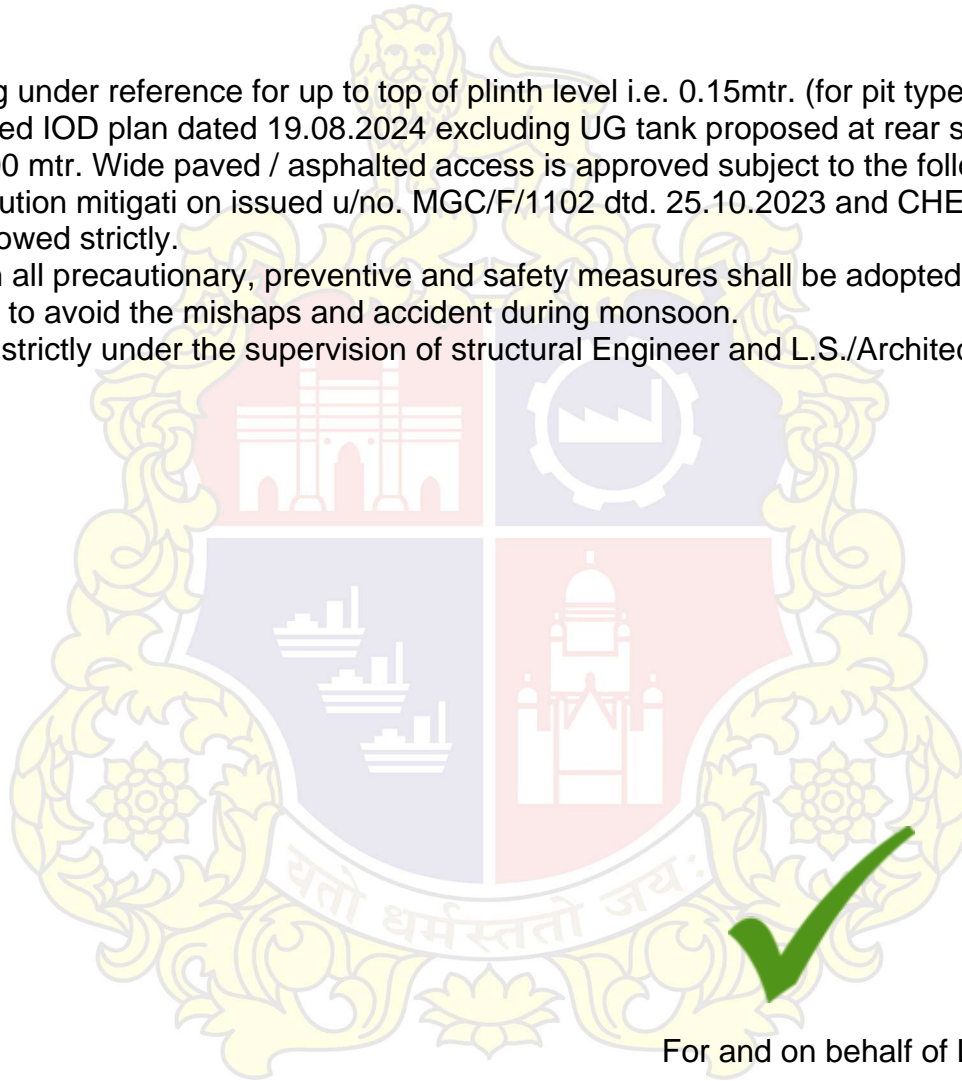 g under reference for up to top of plinth level i.e. 0.15mtr. (for pit type
ed IOD plan dated 19.08.2024 excluding UG tank proposed at rear s
00 mtr. Wide paved / asphalted access is approved subject to the follo
ution mitigati on issued u/no. MGC/F/1102 dtd. 25.10.2023 and CHE
owed strictly.
n all precautionary, preventive and safety measures shall be adopted
to avoid the mishaps and accident during monsoon.
strictly under the supervision of structural Engineer and L.S./Architec
यतो धर्मस्ततो जय:
For and on behalf of